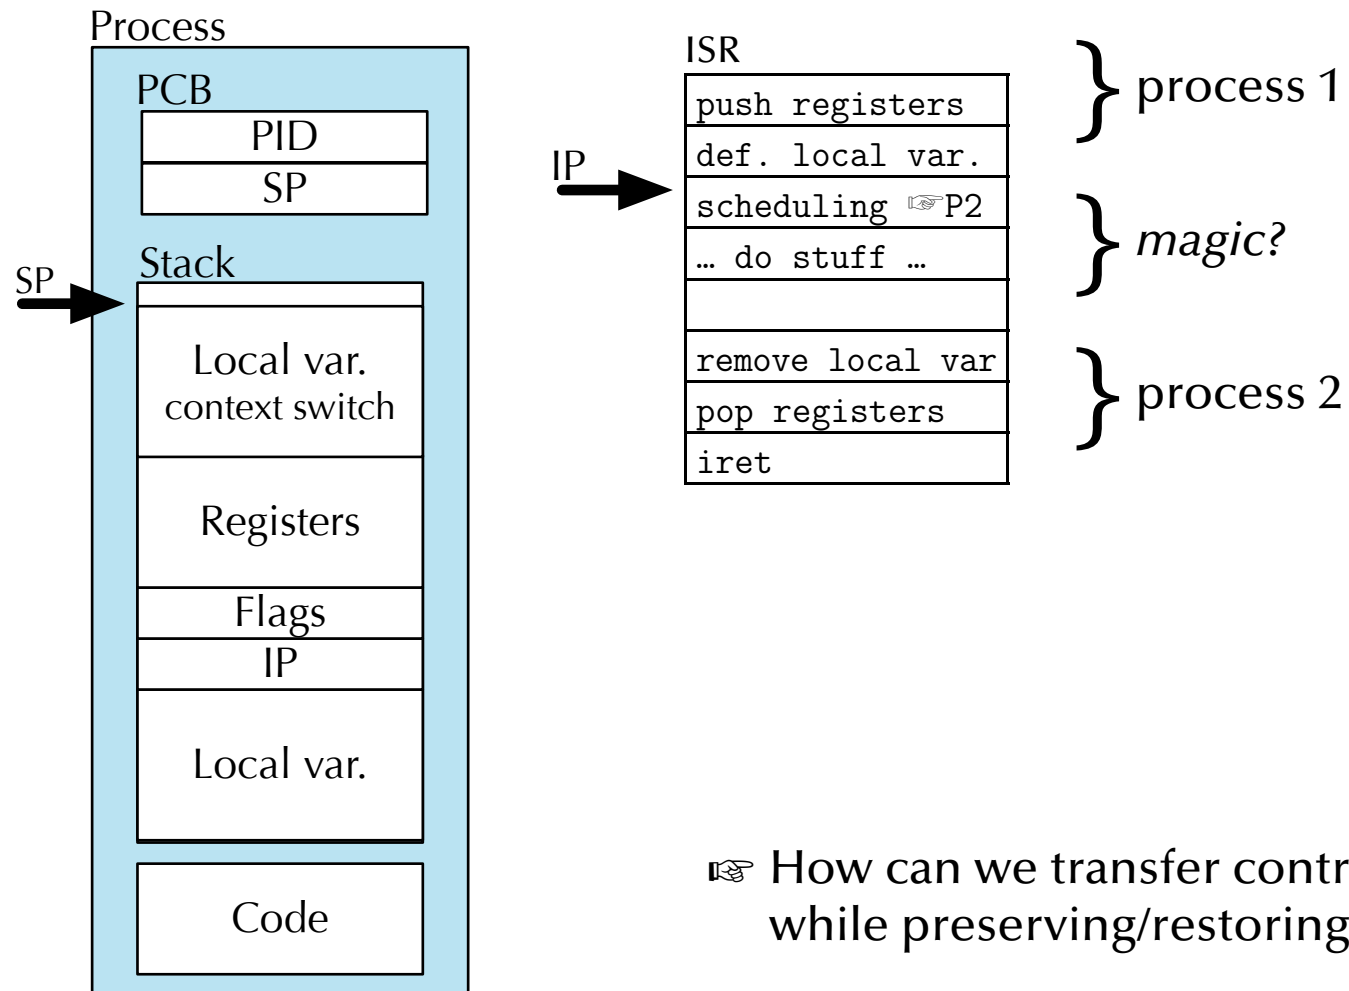 Process
PCB
PID
SP
SP
Stack
Local var.
context switch
Registers
Flags
IP
Local var.
Code
IP
ISR
push registers
def. local var.
scheduling ☞P2
… do stuff …
remove local var
pop registers
iret
} process 1
} magic?
} process 2
☞ How can we transfer contr
while preserving/restoring